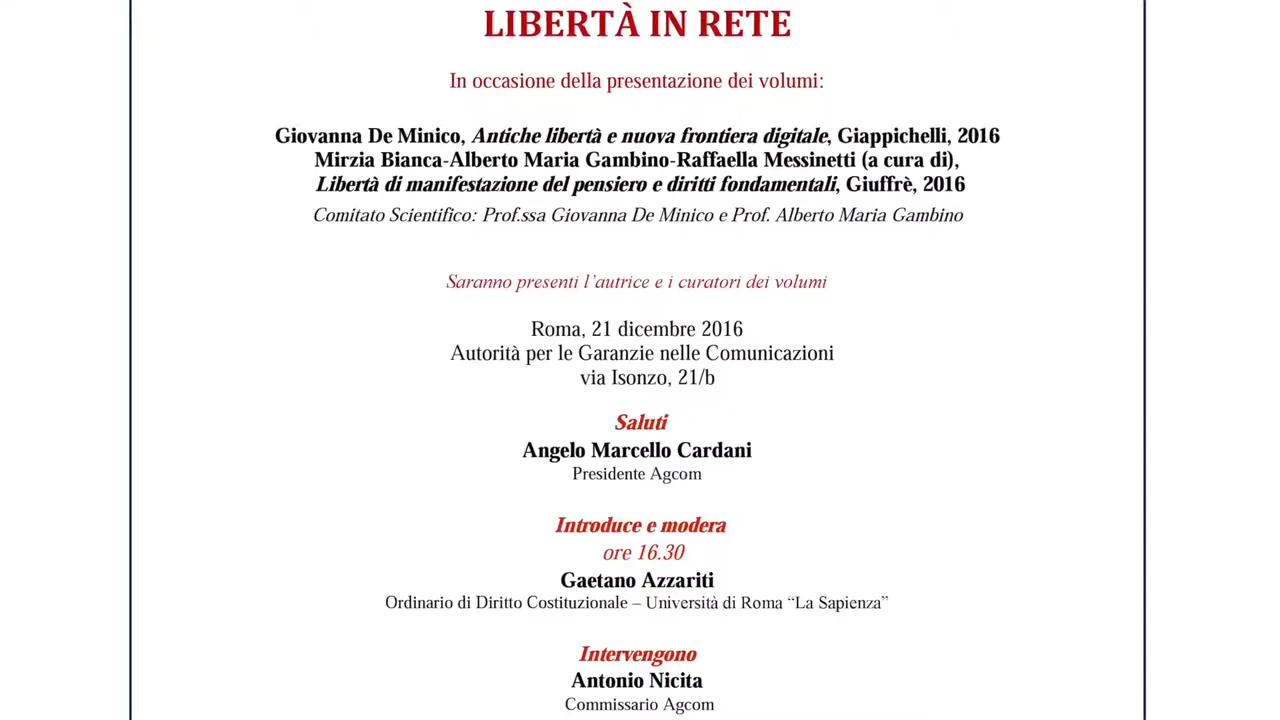 LIBERTÀ IN RETE
In occasione della presentazione dei volumi:
Giovanna De Minico, Antiche libertà e nuova frontiera digitale, Giappichelli, 2016
Mirzia Bianca-Alberto Maria Gambino-Raffaella Messinetti (a cura di),
Libertà di manifestazione del pensiero e diritti fondamentali, Giuffrè, 2016
Comitato Scientifico: Prof.ssa Giovanna De Minico e Prof. Alberto Maria Gambino
Saranno presenti l’autrice e i curatori dei volumi
Roma, 21 dicembre 2016
Autorità per le Garanzie nelle Comunicazioni
via Isonzo, 21/b
Saluti
Angelo Marcello Cardani
Presidente Agcom
Introduce e modera
ore 16.30
Gaetano Azzariti
Ordinario di Diritto Costituzionale – Università di Roma “La Sapienza”
Intervengono
Antonio Nicita
Commissario Agcom